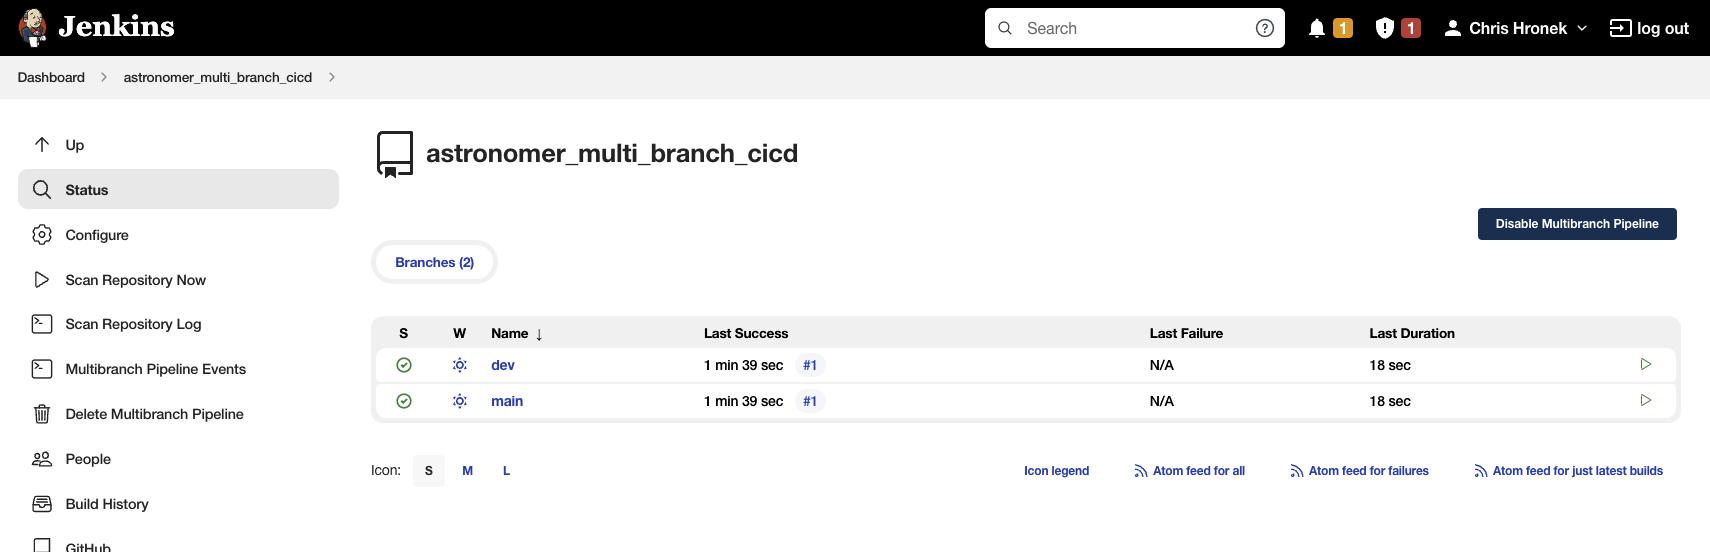 Jenkins
Search
1
1
Chris Hronek
log out
Dashboard
astronomer_multi_branch_cicd
Up
Status
Configure
Scan Repository Now
Scan Repository Log
Multibranch Pipeline Events
Delete Multibranch Pipeline
People
Build History
GitHub
astronomer_multi_branch_cicd
Disable Multibranch Pipeline
Branches (2)
S W Name ↓ Last Success Last Failure Last Duration
dev 1 min 39 sec #1 N/A 18 sec
main 1 min 39 sec #1 N/A 18 sec
Icon: S M L
Icon legend Atom feed for all Atom feed for failures Atom feed for just latest builds